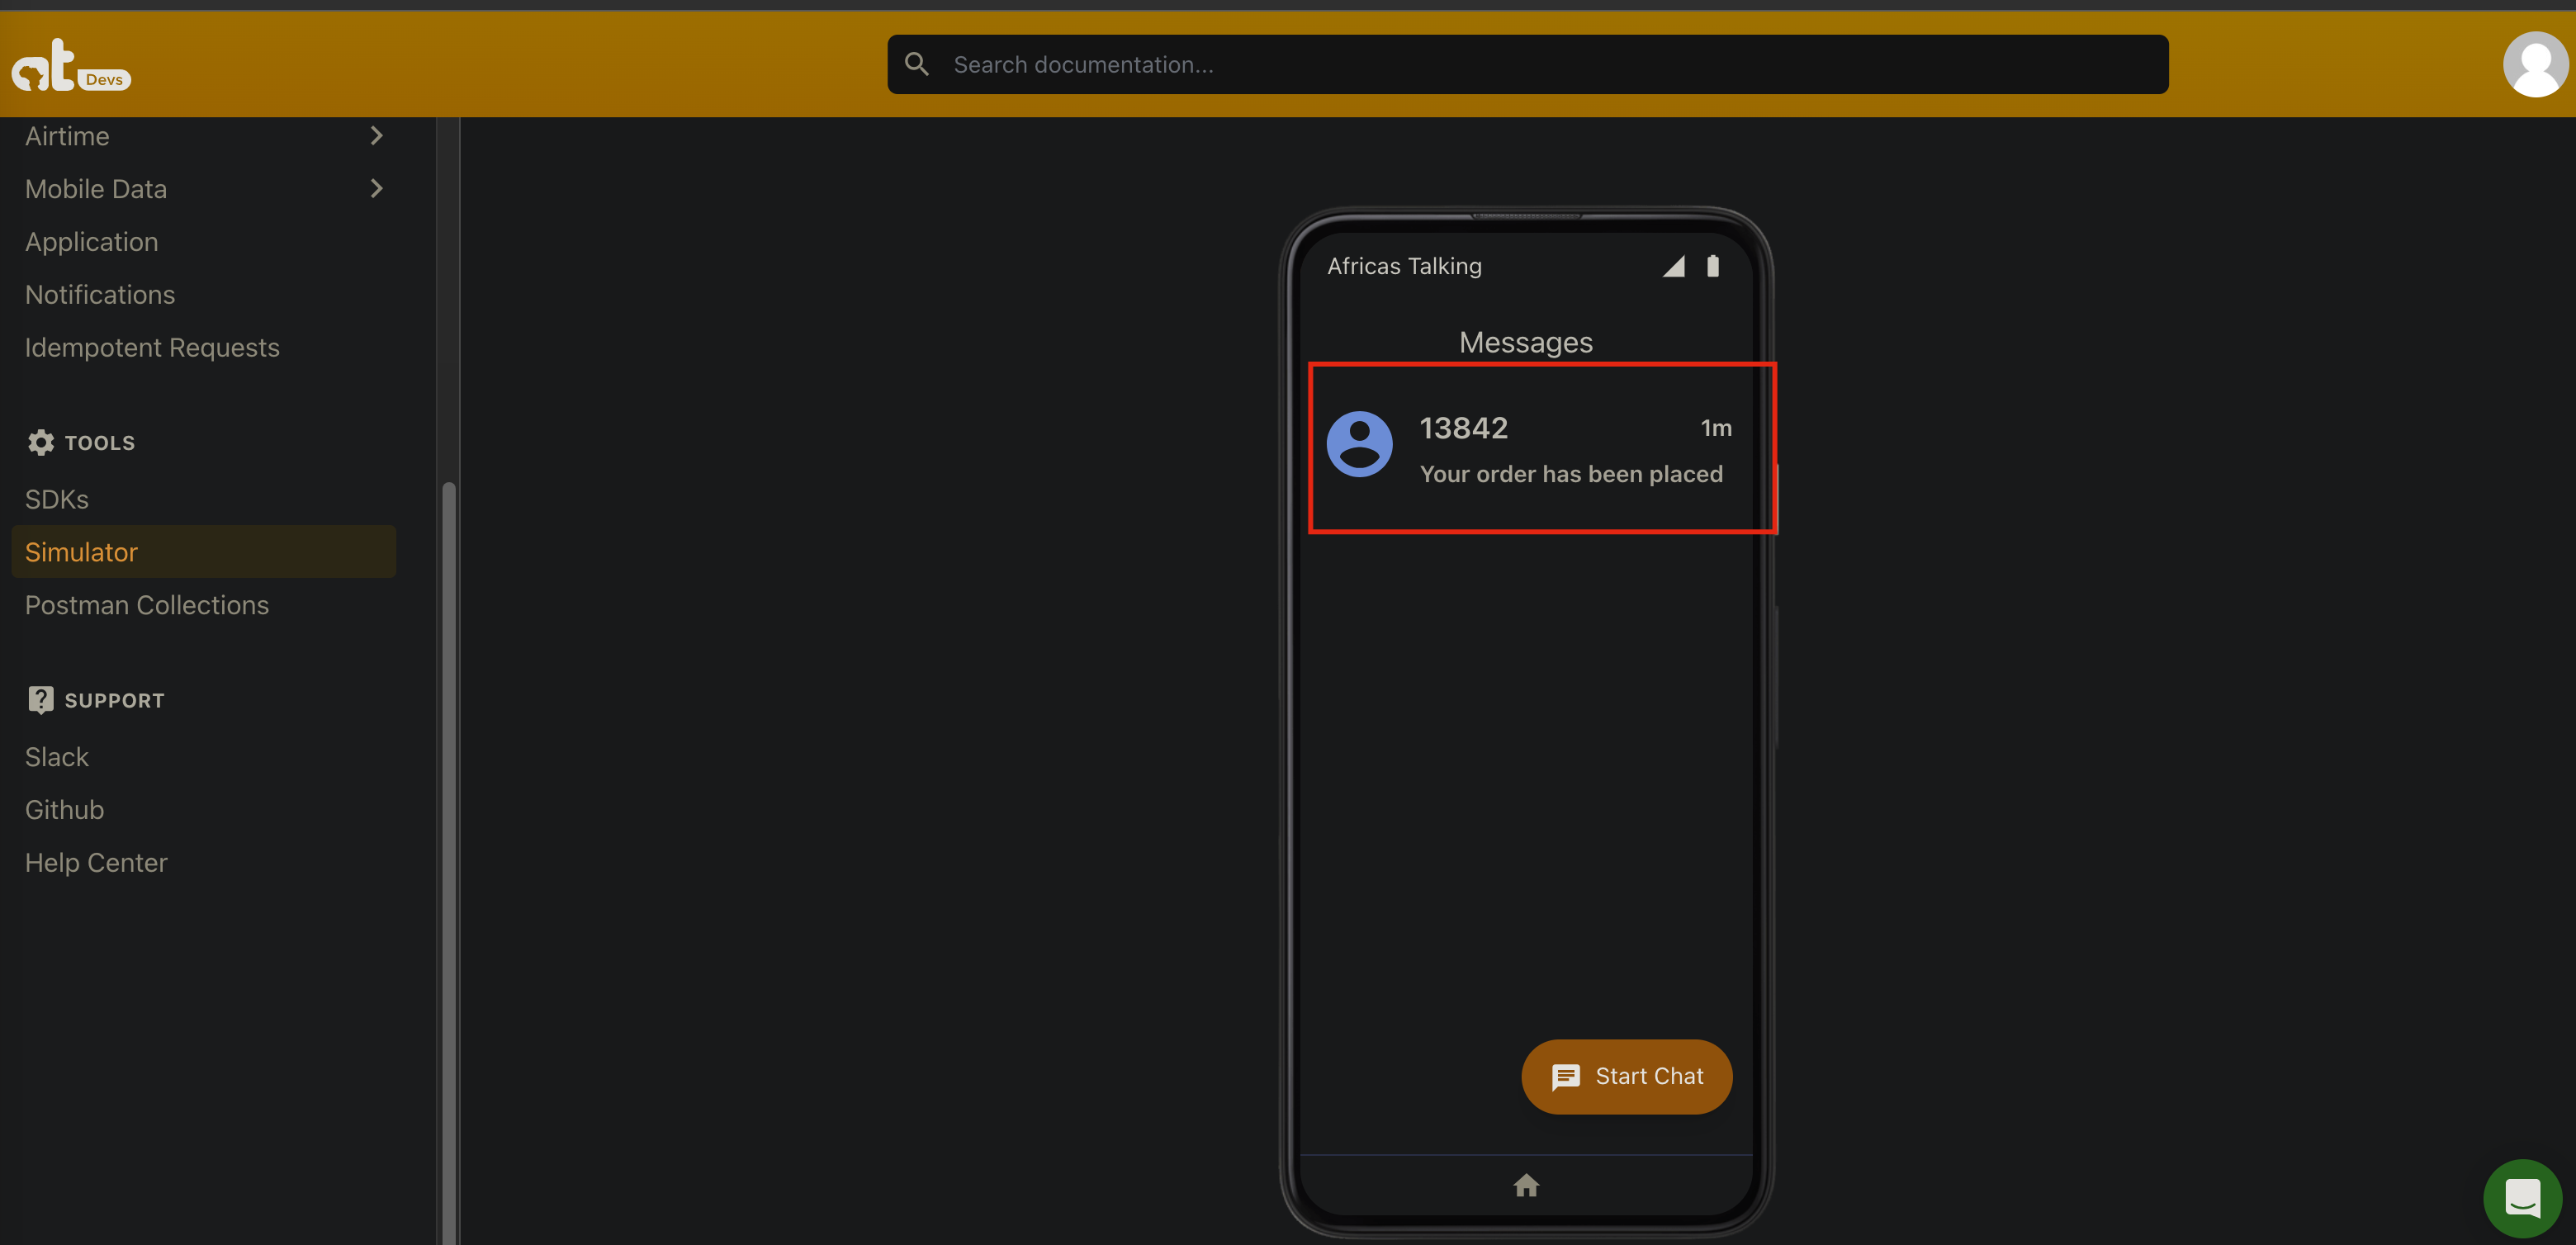 at Devs
Search documentation...
Airtime
Mobile Data
Application
Notifications
Idempotent Requests
TOOLS
SDKs
Simulator
Postman Collections
SUPPORT
Slack
Github
Help Center
Africas Talking
Messages
13842 1m
Your order has been placed
Start Chat